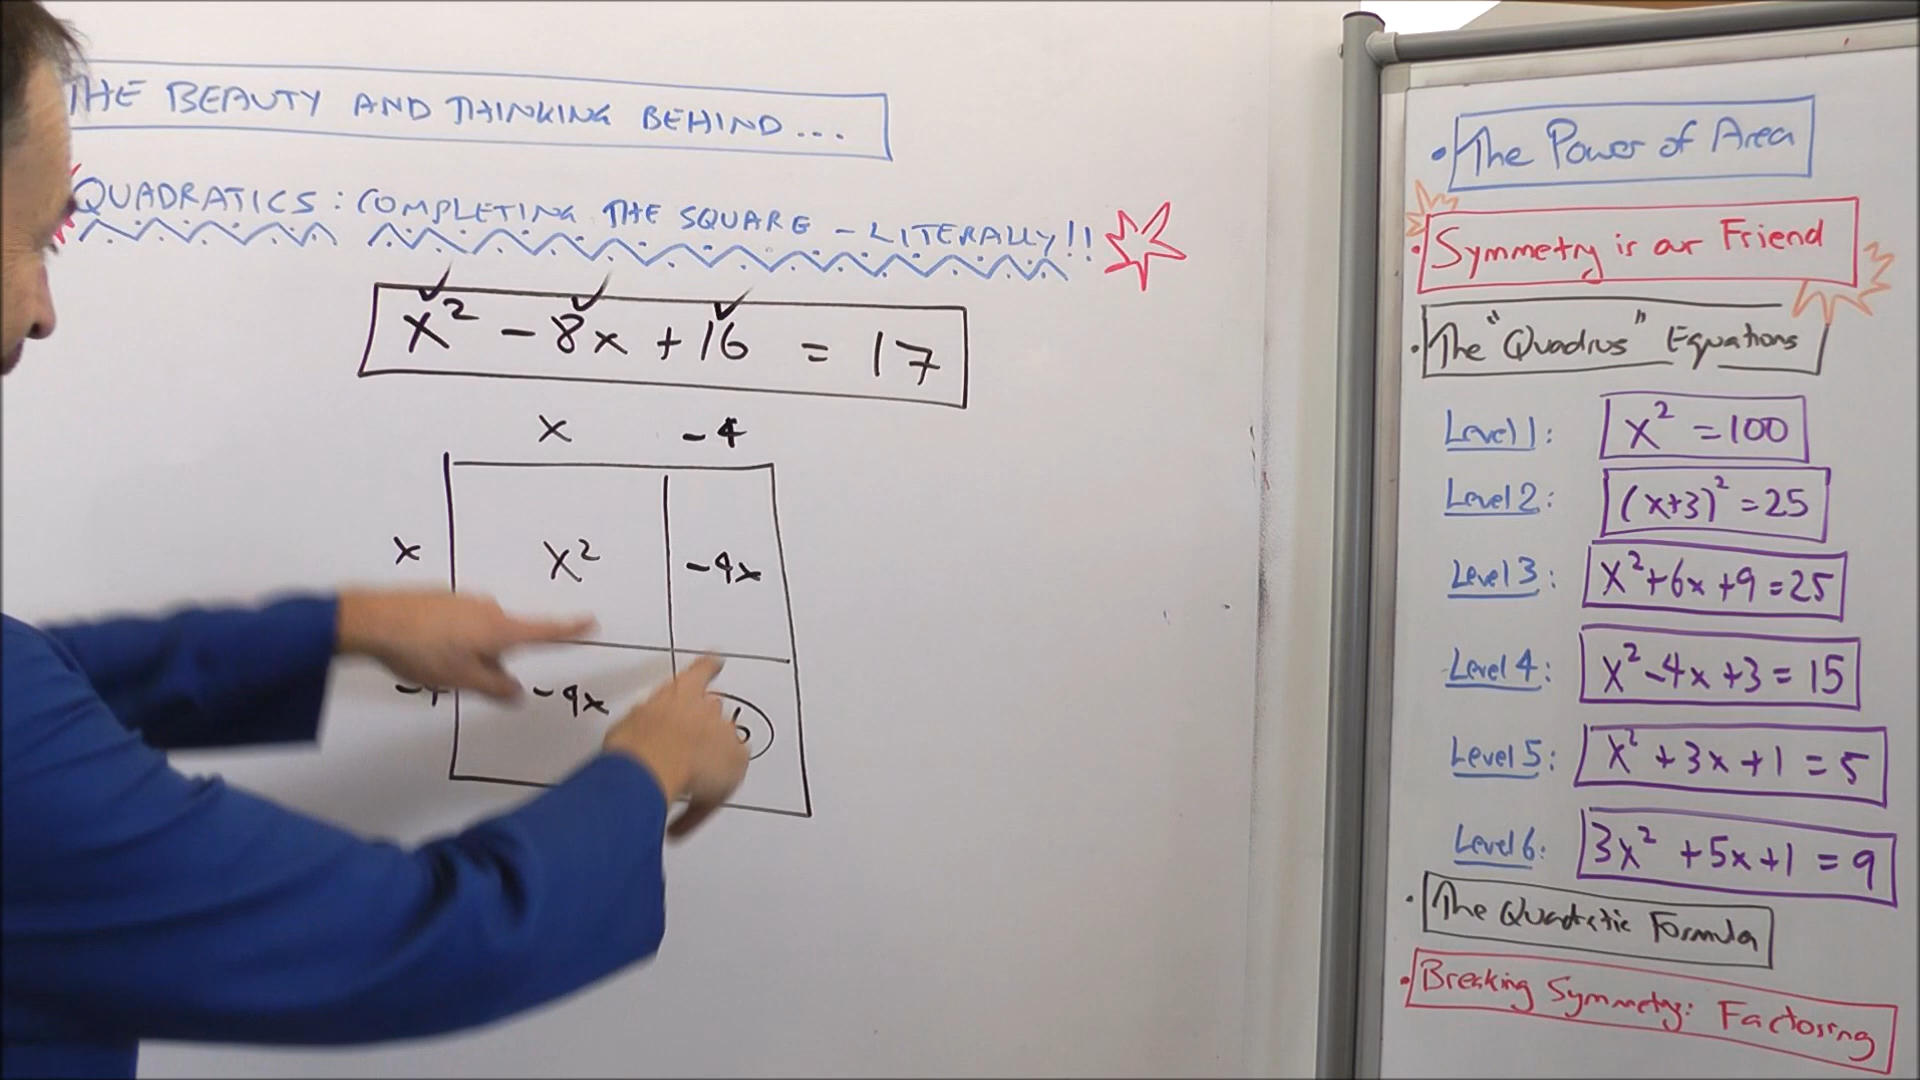 THE BEAUTY AND THINKING BEHIND...
QUADRATICS: COMPLETING THE SQUARE - LITERALLY!!
x² - 8x + 16 = 17
x -4
x x² -4x
-4x
• The Power of Area
• Symmetry is our Friend
• The "Quadrus" Equations
Level 1: x² = 100
Level 2: (x+3)² = 25
Level 3: x²+6x+9=25
Level 4: x²-4x+3=15
Level 5: x²+3x+1=5
Level 6: 3x²+5x+1=9
• The Quadratic Formula
• Breaking Symmetry: Factoring